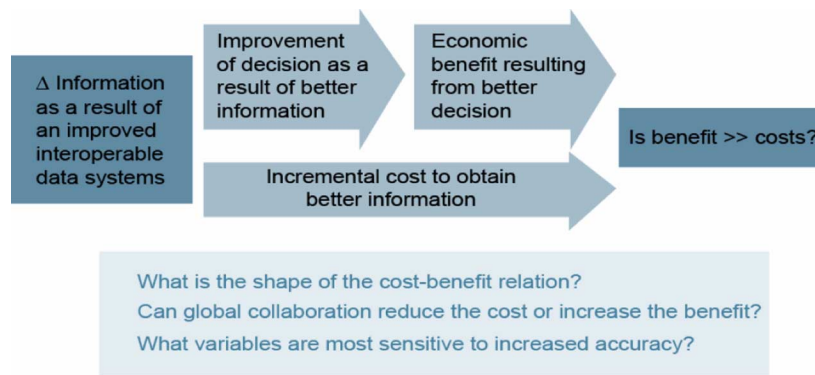 ∆ Information
as a result of
an improved
interoperable
data systems
Improvement
of decision as a
result of better
information
Economic
benefit resulting
from better
decision
Incremental cost to obtain
better information
Is benefit >> costs?
What is the shape of the cost-benefit relation?
Can global collaboration reduce the cost or increase the benefit?
What variables are most sensitive to increased accuracy?